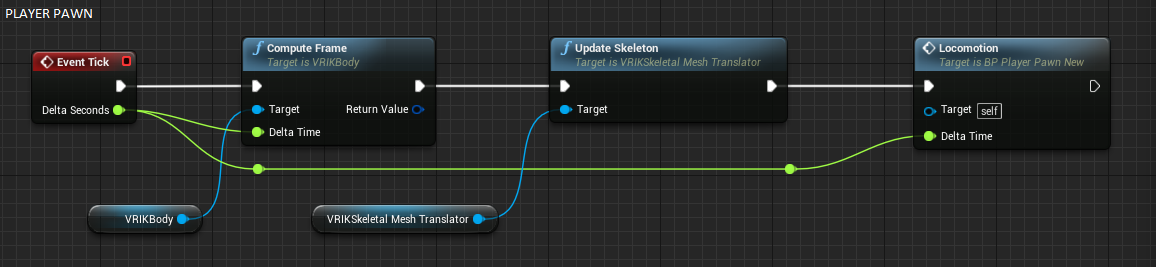 PLAYER PAWN
Event Tick
Delta Seconds
f Compute Frame
Target is VRIKBody
Target
Return Value
Delta Time
VRIKBody
f Update Skeleton
Target is VRIKSkeletal Mesh Translator
Target
VRIKSkeletal Mesh Translator
Locomotion
Target is BP Player Pawn New
Target self
Delta Time